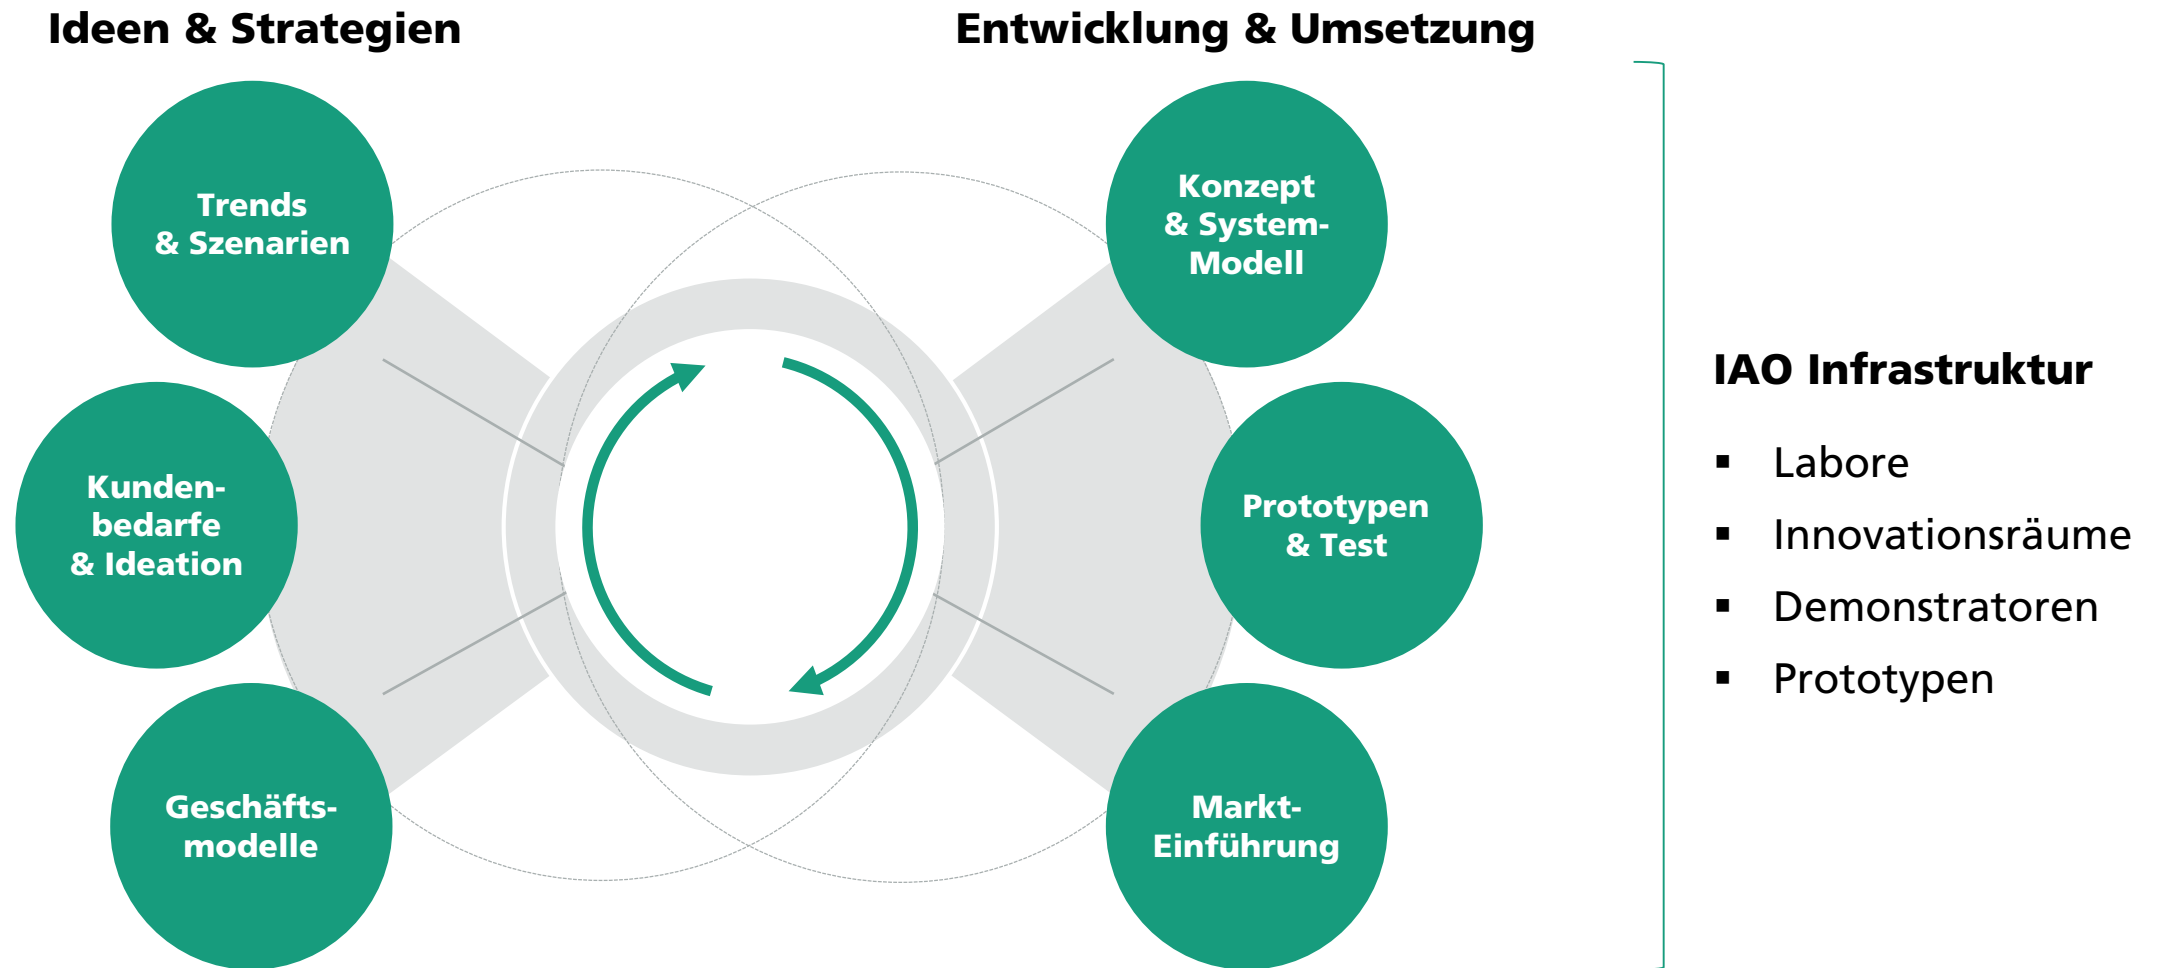 Ideen & Strategien
Trends
& Szenarien
Kunden-
bedarfe
& Ideation
Geschäfts-
modelle
Entwicklung & Umsetzung
Konzept
& System-
Modell
Prototypen
& Test
Markt-
Einführung
IAO Infrastruktur
▪ Labore
▪ Innovationsräume
▪ Demonstratoren
▪ Prototypen